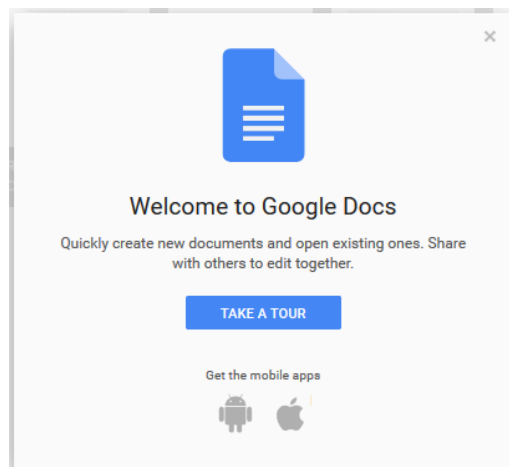 Welcome to Google Docs
Quickly create new documents and open existing ones. Share
with others to edit together.
TAKE A TOUR
Get the mobile apps